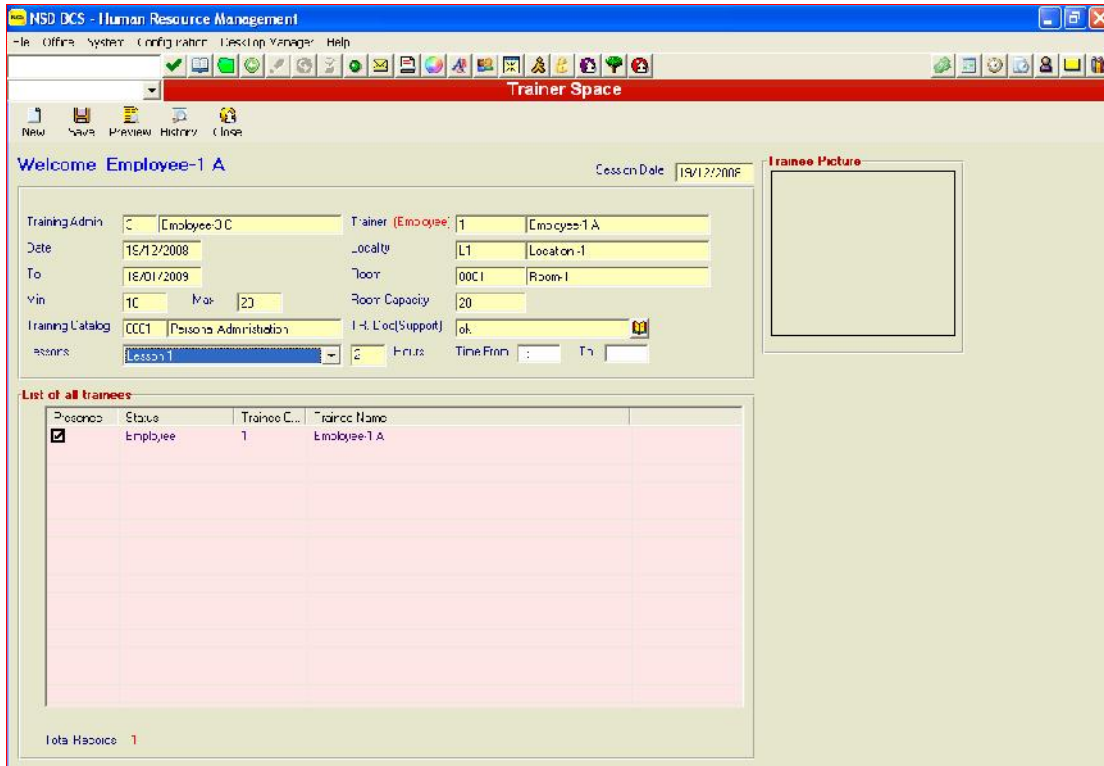 NSD BCS - Human Resource Management
File Office System Configuration Desktop Manager Help
Trainer Space
New Save Preview History Close
Welcome Employee-1 A
Session Date 19/12/2008
Trainee Picture
Training Admin Employee-3 C Trainer (Employee) 1 Employee-1 A
Date 19/12/2008 Locality L1 Location-1
To 18/01/2009 Room 0001 Room-1
Min 10 Max 20 Room Capacity 20
Training Catalog 0001 Personal Administration TR. Doc(Support) ok
Lessons Lesson 1 2 Hours Time From : To
List of all trainees
Presence Status Trainee C... Trainee Name
Employee 1 Employee-1 A
Total Records 1